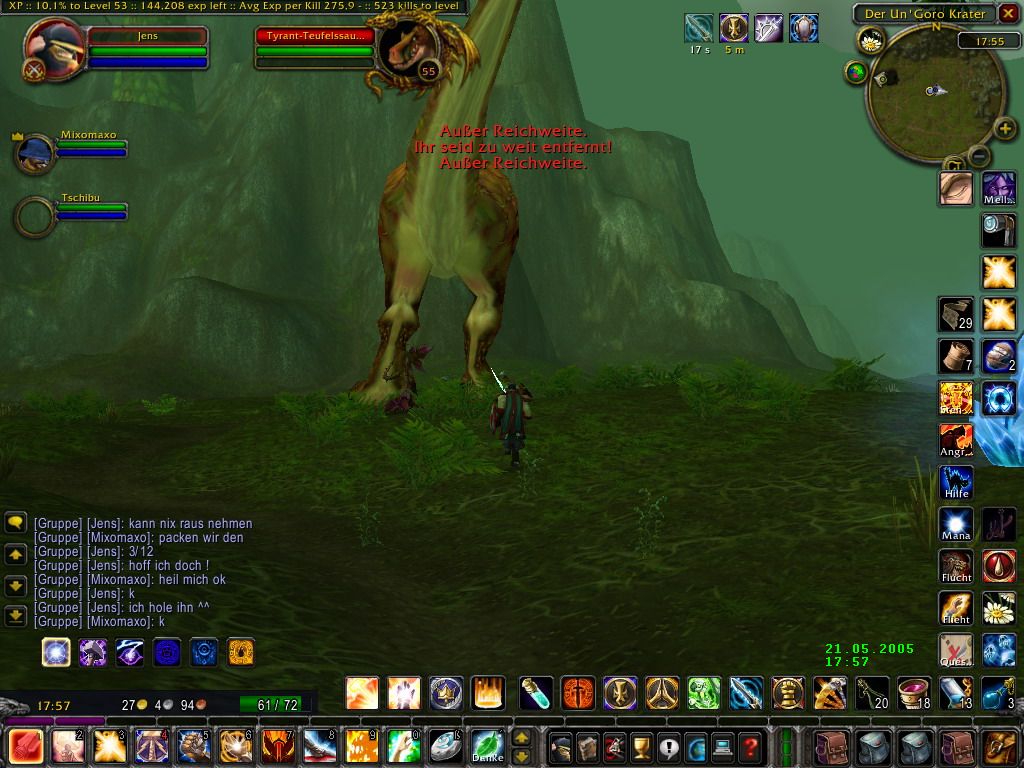 XP :: 10,1% to Level 53 :: 144,208 exp left :: Avg Exp per Kill 275,9 - :: 523 kills to level
Jens
Tyrant-Teufelssau...
55
17 s
5 m
Der Un'Goro Krater
N
17:55
Außer Reichweite.
Ihr seid zu weit entfernt!
Außer Reichweite.
Mixomaxo
Tschibu
Mell...
29
7
2
Angr...
Hilfe
Mana
Flucht
Flieht
Ques...
[Gruppe] [Jens]: kann nix raus nehmen
[Gruppe] [Mixomaxo]: packen wir den
[Gruppe] [Jens]: 3/12
[Gruppe] [Jens]: hoff ich doch !
[Gruppe] [Mixomaxo]: heil mich ok
[Gruppe] [Jens]: k
[Gruppe] [Jens]: ich hole ihn ^^
[Gruppe] [Mixomaxo]: k
21.05.2005
17:57
17:57
27 4 94
61/72
20 18 13 3
1 2 3 4 5 6 7 8 9 0 ß
Danke